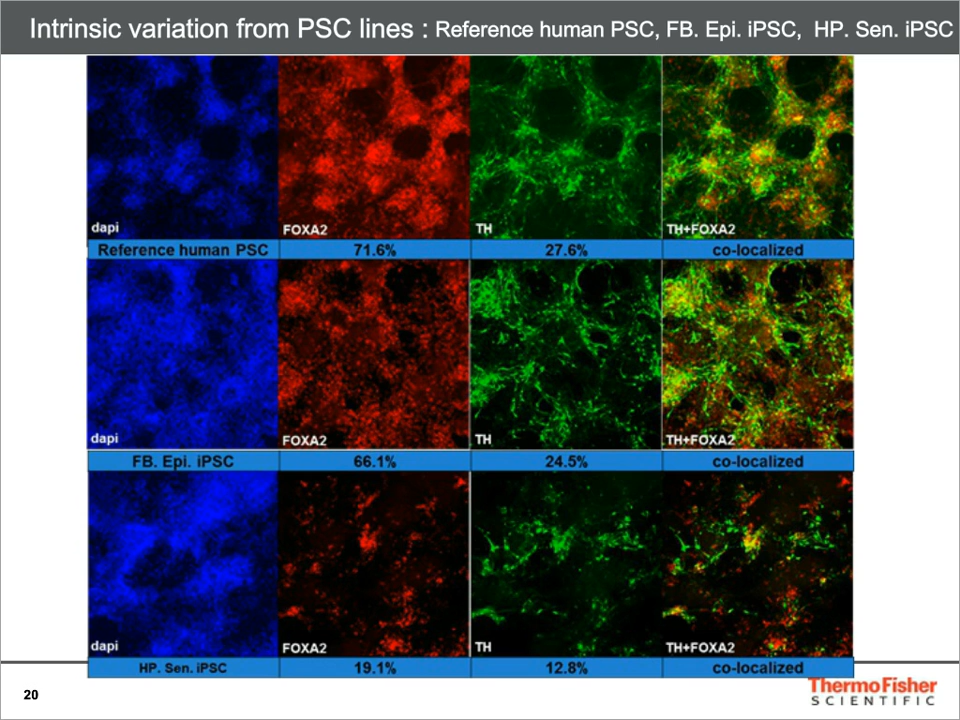 Intrinsic variation from PSC lines : Reference human PSC, FB. Epi. iPSC, HP. Sen. iPSC
dapi FOXA2 TH TH+FOXA2
Reference human PSC 71.6% 27.6% co-localized
dapi FOXA2 TH TH+FOXA2
FB. Epi. iPSC 66.1% 24.5% co-localized
dapi FOXA2 TH TH+FOXA2
HP. Sen. iPSC 19.1% 12.8% co-localized
20
ThermoFisher
SCIENTIFIC